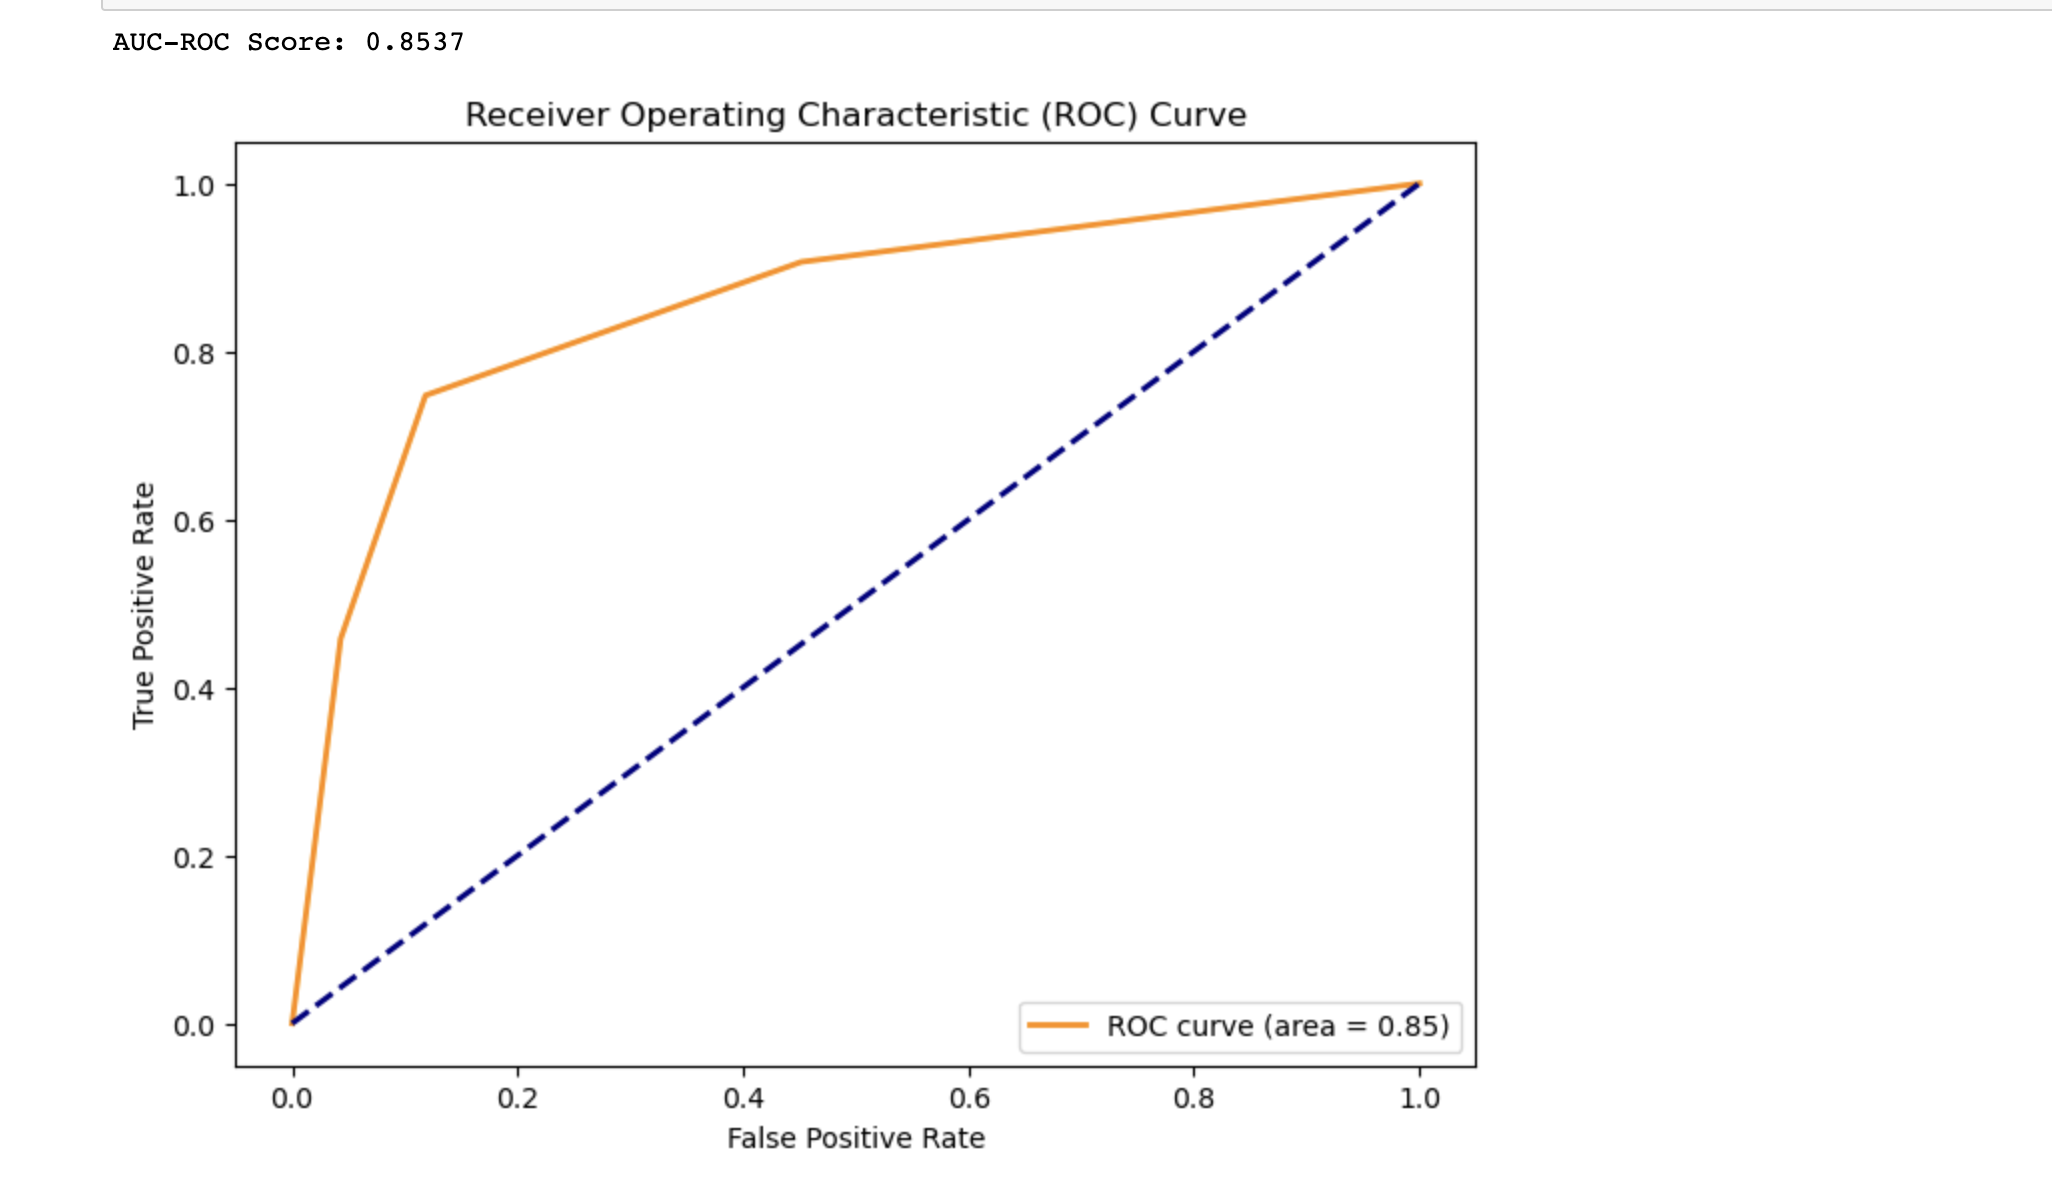 AUC-ROC Score: 0.8537
Receiver Operating Characteristic (ROC) Curve
1.0
0.8
0.6
0.4
0.2
0.0
True Positive Rate
ROC curve (area = 0.85)
0.0 0.2 0.4 0.6 0.8 1.0
False Positive Rate